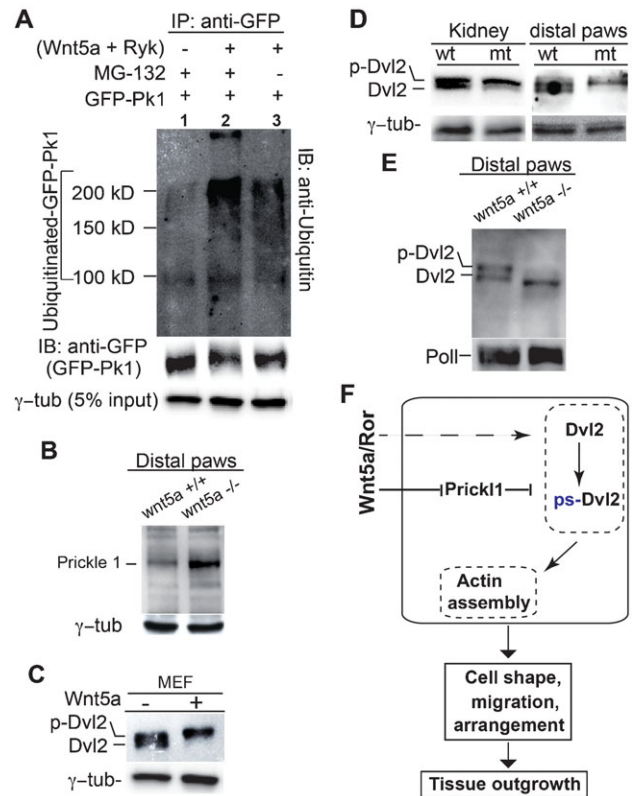 A
IP: anti-GFP
(Wnt5a + Ryk) - + +
MG-132 + + -
GFP-Pk1 + + +
1 2 3
Ubiquitinated-GFP-Pk1
200 kD
150 kD
100 kD
IB: anti-Ubiquitin
IB: anti-GFP
(GFP-Pk1)
γ-tub (5% input)
B
Distal paws
wnt5a +/+
wnt5a -/-
Prickle 1
γ-tub
C
MEF
Wnt5a - +
p-Dvl2
Dvl2
γ-tub-
D
Kidney distal paws
wt mt wt mt
p-Dvl2
Dvl2
γ-tub-
E
Distal paws
wnt5a +/+
wnt5a -/-
p-Dvl2
Dvl2
Poll-
F
Wnt5a/Ror
Dvl2
Prickl1
ps-Dvl2
Actin
assembly
Cell shape,
migration,
arrangement
Tissue outgrowth